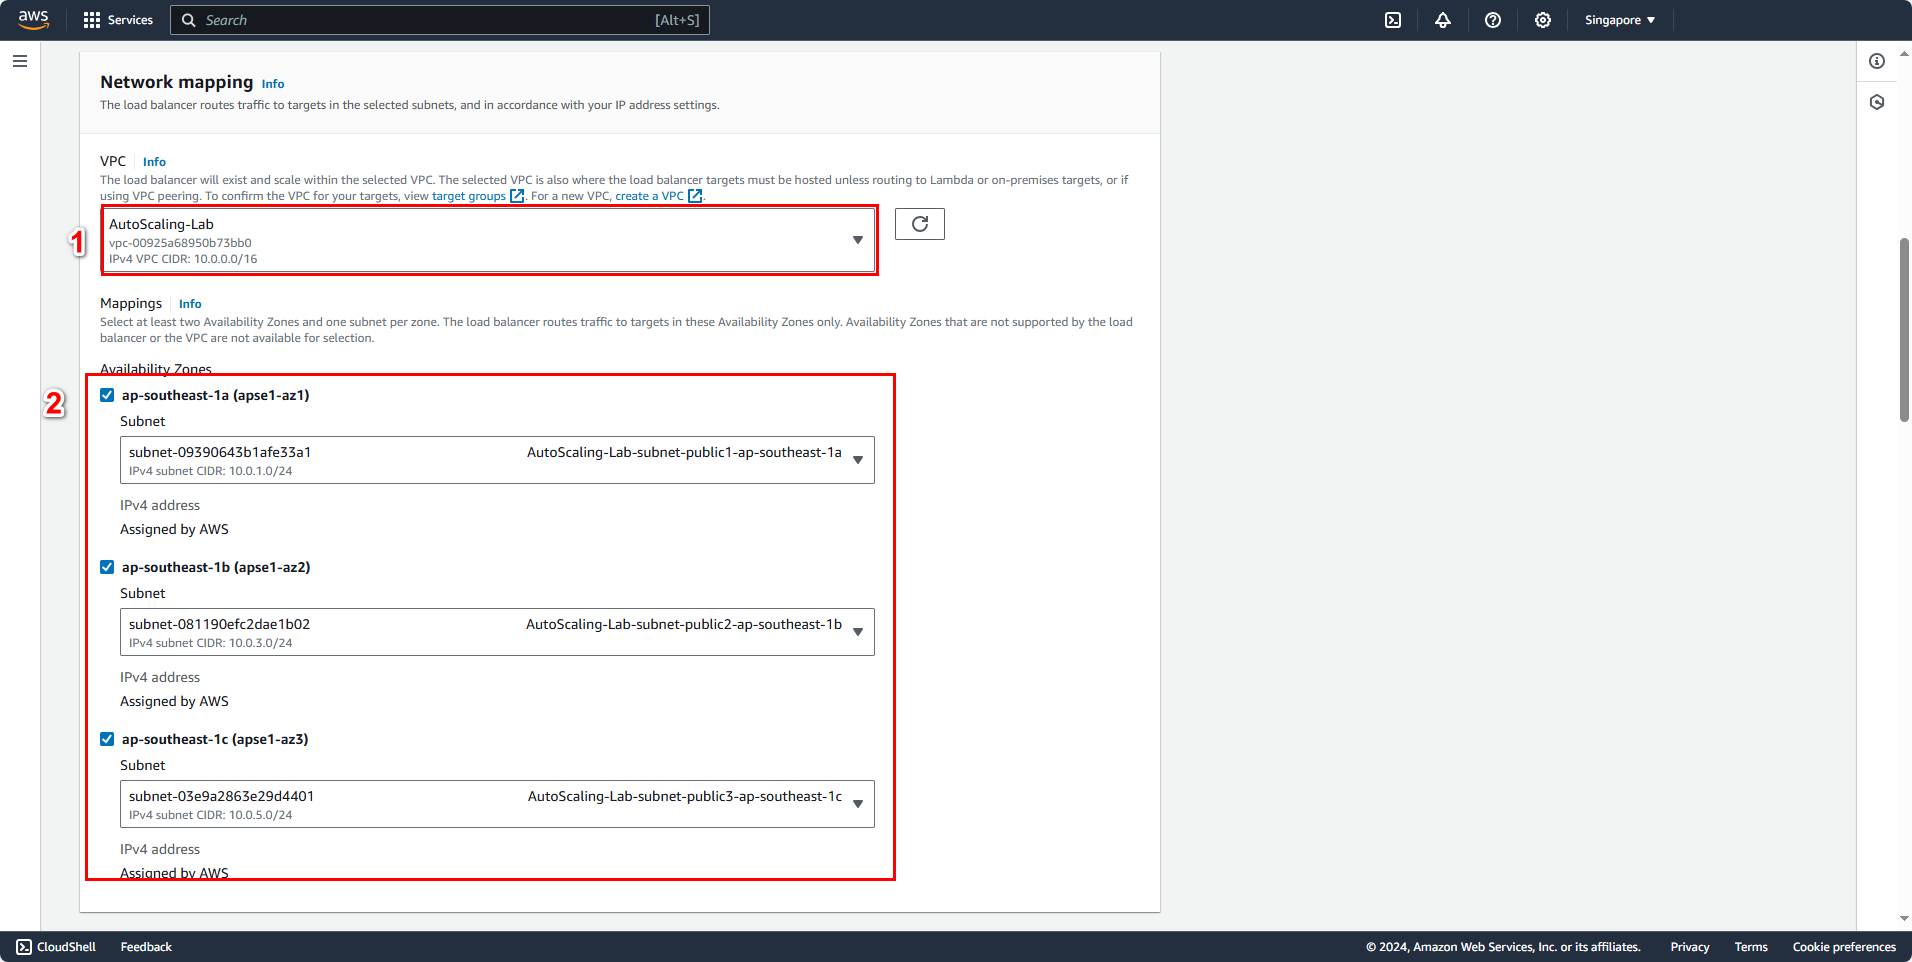 aws
Services
Search
[Alt+S]
Singapore
Network mapping Info
The load balancer routes traffic to targets in the selected subnets, and in accordance with your IP address settings.
VPC Info
The load balancer will exist and scale within the selected VPC. The selected VPC is also where the load balancer targets must be hosted unless routing to Lambda or on-premises targets, or if
using VPC peering. To confirm the VPC for your targets, view target groups. For a new VPC, create a VPC.
1
AutoScaling-Lab
vpc-00925a68950b73bb0
IPv4 VPC CIDR: 10.0.0.0/16
Mappings Info
Select at least two Availability Zones and one subnet per zone. The load balancer routes traffic to targets in these Availability Zones only. Availability Zones that are not supported by the load
balancer or the VPC are not available for selection.
Availability Zones
2
ap-southeast-1a (apse1-az1)
Subnet
subnet-09390643b1afe33a1 AutoScaling-Lab-subnet-public1-ap-southeast-1a
IPv4 subnet CIDR: 10.0.1.0/24
IPv4 address
Assigned by AWS
ap-southeast-1b (apse1-az2)
Subnet
subnet-081190efc2dae1b02 AutoScaling-Lab-subnet-public2-ap-southeast-1b
IPv4 subnet CIDR: 10.0.3.0/24
IPv4 address
Assigned by AWS
ap-southeast-1c (apse1-az3)
Subnet
subnet-03e9a2863e29d4401 AutoScaling-Lab-subnet-public3-ap-southeast-1c
IPv4 subnet CIDR: 10.0.5.0/24
IPv4 address
Assigned by AWS
CloudShell Feedback © 2024, Amazon Web Services, Inc. or its affiliates. Privacy Terms Cookie preferences